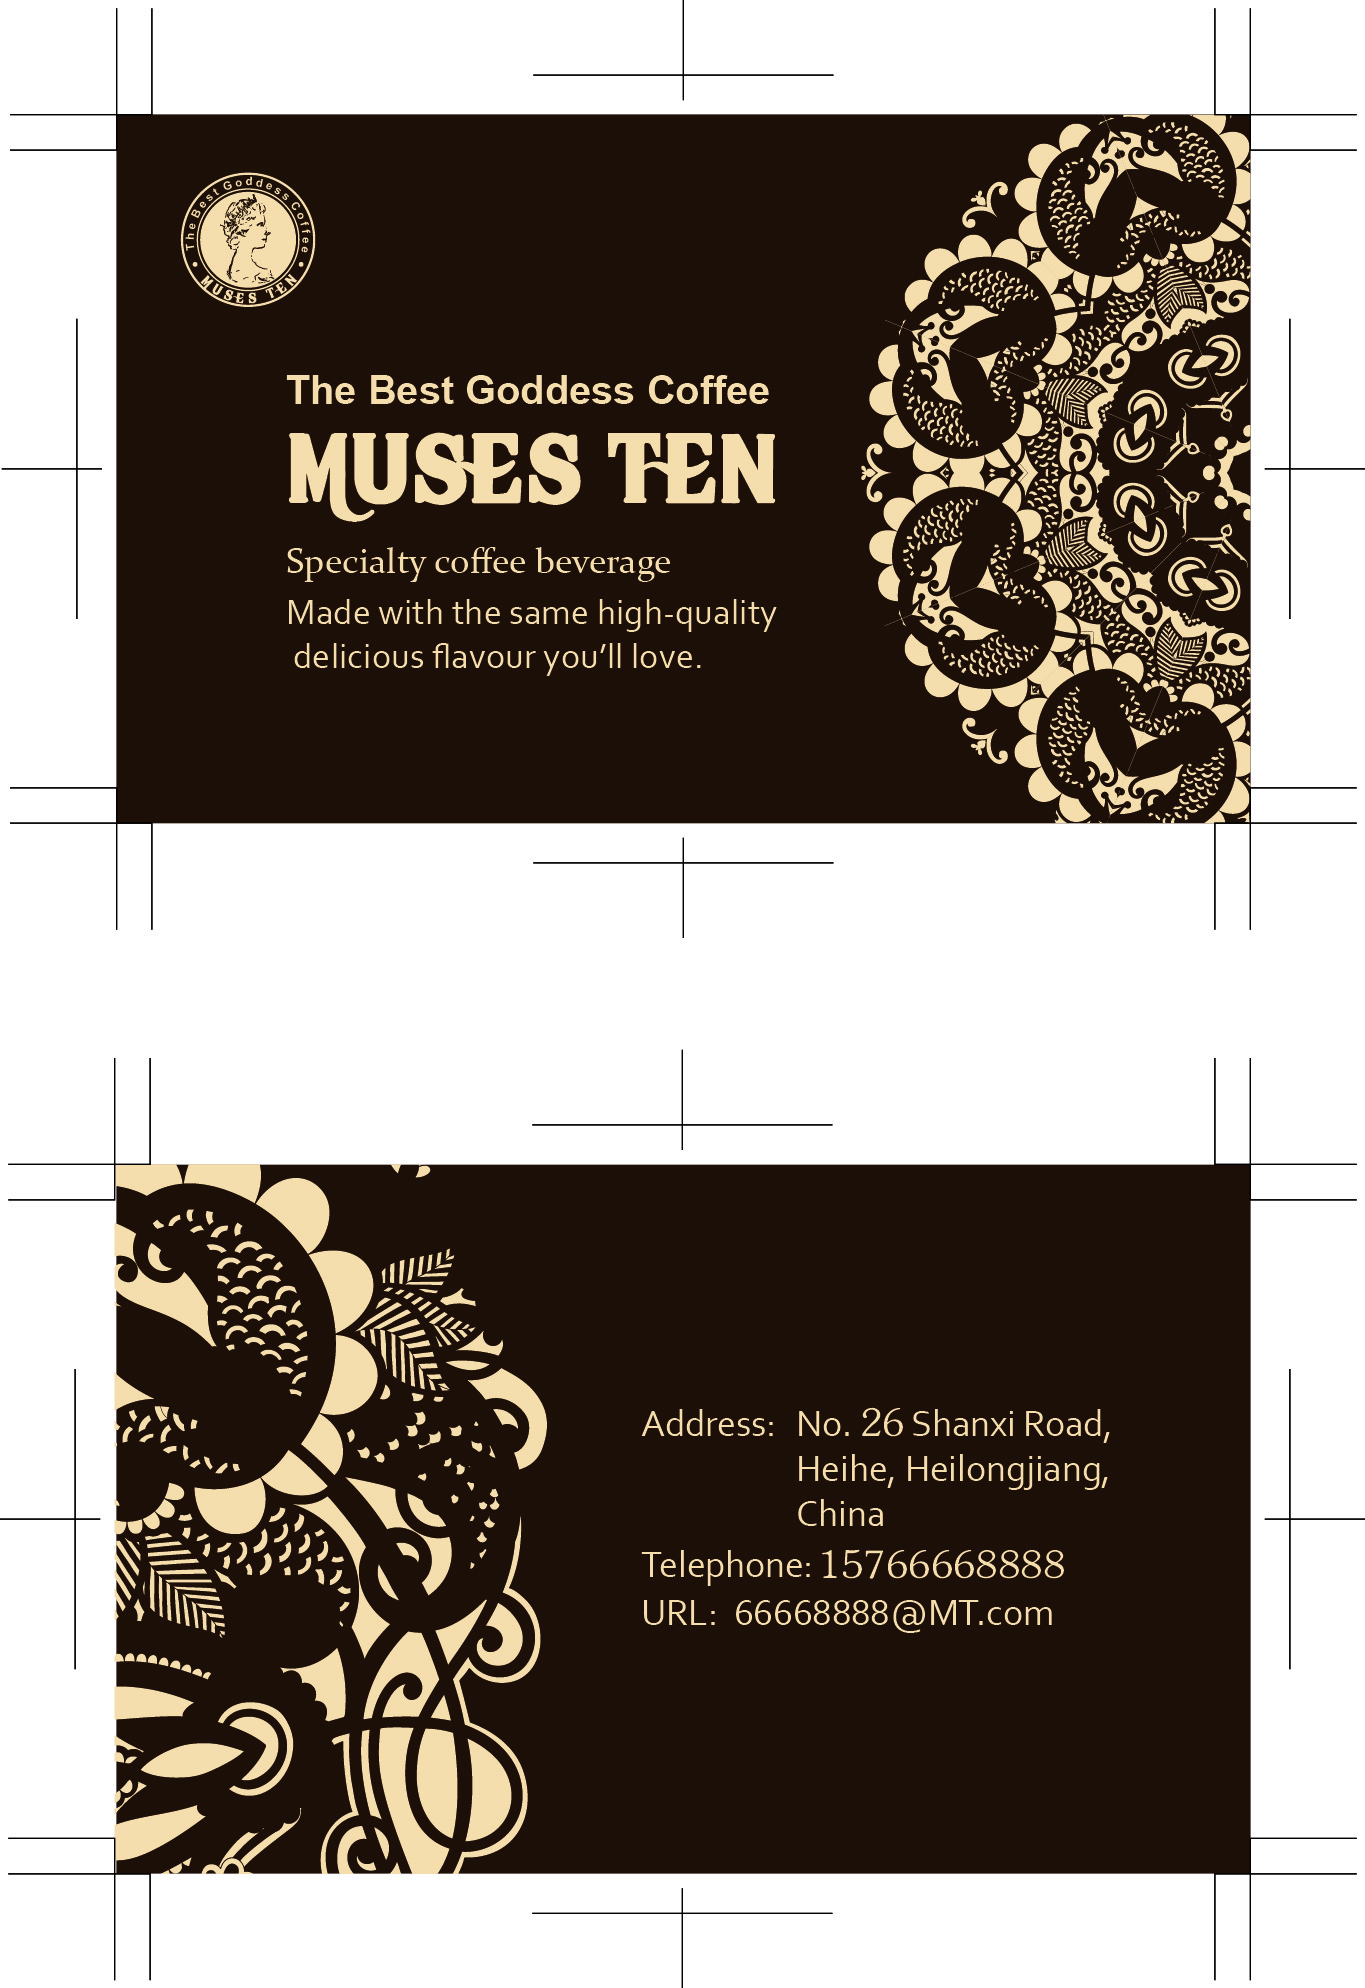 The Best Goddess Coffee
MUSES TEN
The Best Goddess Coffee
MUSES TEN
Specialty coffee beverage
Made with the same high-quality
delicious flavour you’ll love.
Address: No. 26 Shanxi Road,
Heihe, Heilongjiang,
China
Telephone: 15766668888
URL: 66668888@MT.com